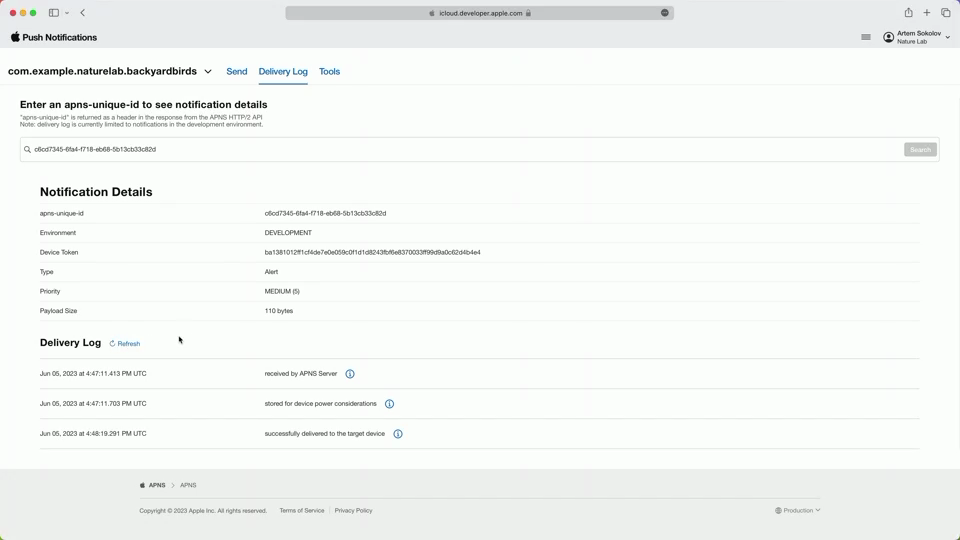 icloud.developer.apple.com
Push Notifications
Artem Sokolov
Nature Lab
com.example.naturelab.backyardbirds
Send
Delivery Log
Tools
Enter an apns-unique-id to see notification details
"apns-unique-id" is returned as a header in the response from the APNS HTTP/2 API
Note: delivery log is currently limited to notifications in the development environment.
c6cd7345-6fa4-f718-eb68-5b13cb33c82d
Search
Notification Details
apns-unique-id c6cd7345-6fa4-f718-eb68-5b13cb33c82d
Environment DEVELOPMENT
Device Token ba1381012ff1cf4de7e0e059c0f1d1d8243fbf6e8370033ff99d9a0c62d4b4e4
Type Alert
Priority MEDIUM (5)
Payload Size 110 bytes
Delivery Log Refresh
Jun 05, 2023 at 4:47:11.413 PM UTC received by APNS Server
Jun 05, 2023 at 4:47:11.703 PM UTC stored for device power considerations
Jun 05, 2023 at 4:48:19.291 PM UTC successfully delivered to the target device
APNS > APNS
Copyright © 2023 Apple Inc. All rights reserved. Terms of Service | Privacy Policy Production